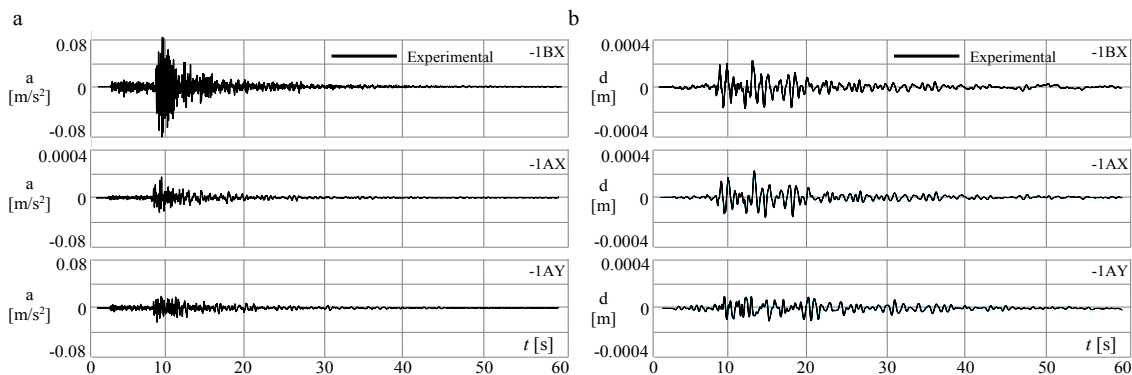 a
0.08
-1BX
Experimental
a
[m/s²]
0
-0.08
0.0004
-1AX
a
[m/s²]
0
-0.08
0.08
-1AY
a
[m/s²]
0
-0.08
t [s]
0 10 20 30 40 50 60
b
0.0004
-1BX
Experimental
d
[m]
0
-0.0004
0.0004
-1AX
d
[m]
0
-0.0004
0.0004
-1AY
d
[m]
0
-0.0004
t [s]
0 10 20 30 40 50 60